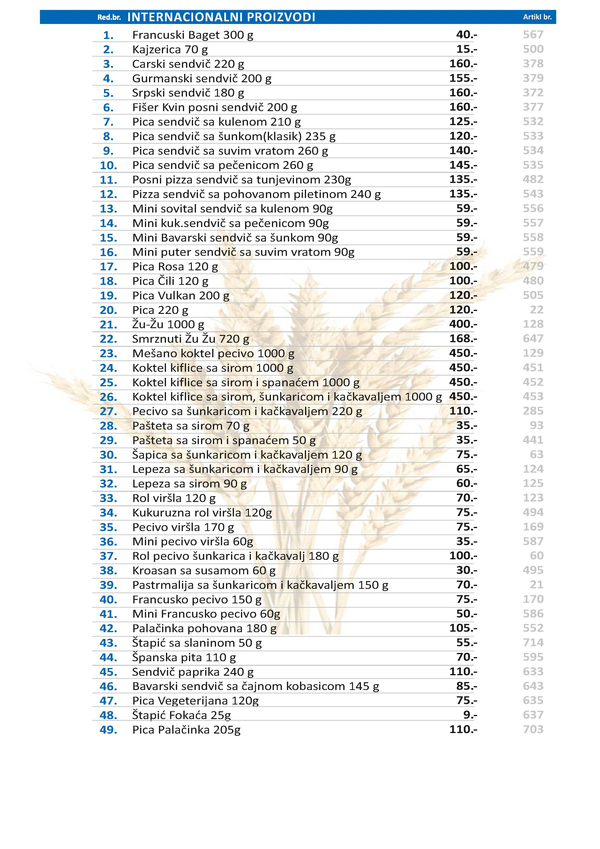 Red.br. INTERNACIONALNI PROIZVODI Artikl br.
1. Francuski Baget 300 g 40.- 567
2. Kajzerica 70 g 15.- 500
3. Carski sendvič 220 g 160.- 378
4. Gurmanski sendvič 200 g 155.- 379
5. Srpski sendvič 180 g 160.- 372
6. Fišer Kvin posni sendvič 200 g 160.- 377
7. Pica sendvič sa kulenom 210 g 125.- 532
8. Pica sendvič sa šunkom(klasik) 235 g 120.- 533
9. Pica sendvič sa suvim vratom 260 g 140.- 534
10. Pica sendvič sa pečenicom 260 g 145.- 535
11. Posni pizza sendvič sa tunjevinom 230g 135.- 482
12. Pizza sendvič sa pohovanom piletinom 240 g 135.- 543
13. Mini sovital sendvič sa kulenom 90g 59.- 556
14. Mini kuk.sendvič sa pečenicom 90g 59.- 557
15. Mini Bavarski sendvič sa šunkom 90g 59.- 558
16. Mini puter sendvič sa suvim vratom 90g 59.- 559
17. Pica Rosa 120 g 100.- 479
18. Pica Čili 120 g 100.- 480
19. Pica Vulkan 200 g 120.- 505
20. Pica 220 g 120.- 22
21. Žu-Žu 1000 g 400.- 128
22. Smrznuti Žu Žu 720 g 168.- 647
23. Mešano koktel pecivo 1000 g 450.- 129
24. Koktel kiflice sa sirom 1000 g 450.- 451
25. Koktel kiflice sa sirom i spanaćem 1000 g 450.- 452
26. Koktel kiflice sa sirom, šunkaricom i kačkavaljem 1000 g 450.- 453
27. Pecivo sa šunkaricom i kačkavaljem 220 g 110.- 285
28. Pašteta sa sirom 70 g 35.- 93
29. Pašteta sa sirom i spanaćem 50 g 35.- 441
30. Šapica sa šunkaricom i kačkavaljem 120 g 75.- 63
31. Lepeza sa šunkaricom i kačkavaljem 90 g 65.- 124
32. Lepeza sa sirom 90 g 60.- 125
33. Rol viršla 120 g 70.- 123
34. Kukuruzna rol viršla 120g 75.- 494
35. Pecivo viršla 170 g 75.- 169
36. Mini pecivo viršla 60g 35.- 587
37. Rol pecivo šunkarica i kačkavalj 180 g 100.- 60
38. Kroasan sa susamom 60 g 30.- 495
39. Pastrmalija sa šunkaricom i kačkavaljem 150 g 70.- 21
40. Francusko pecivo 150 g 75.- 170
41. Mini Francusko pecivo 60g 50.- 586
42. Palačinka pohovana 180 g 105.- 552
43. Štapić sa slaninom 50 g 55.- 714
44. Španska pita 110 g 70.- 595
45. Sendvič paprika 240 g 110.- 633
46. Bavarski sendvič sa čajnom kobasicom 145 g 85.- 643
47. Pica Vegeterijana 120g 75.- 635
48. Štapić Fokaća 25g 9.- 637
49. Pica Palačinka 205g 110.- 703